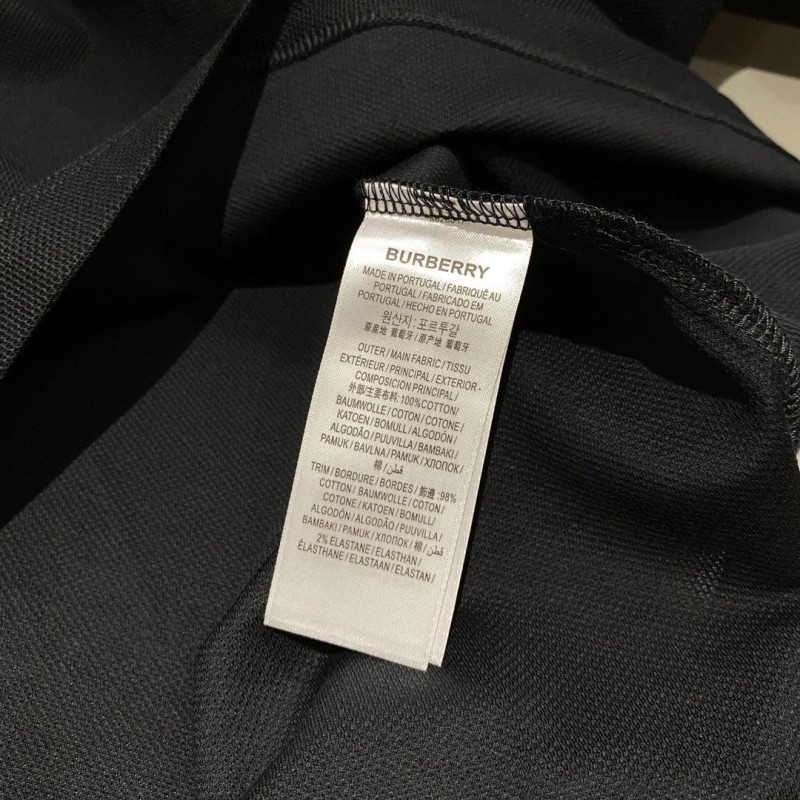 BURBERRY
MADE IN PORTUGAL / FABRIQUÉ AU
PORTUGAL / FABRICADO EM
PORTUGAL / HECHO EN PORTUGAL
원산지 : 포르투갈
原産地 葡萄牙 / 原产地 葡萄牙
OUTER / MAIN FABRIC / TISSU
EXTÉRIEUR / PRINCIPAL / EXTERIOR -
COMPOSICION PRINCIPAL /
外部/主要布料: 100% COTTON /
BAUMWOLLE / COTON / COTONE /
KATOEN / BOMULL / ALGODÓN /
ALGODÃO / PUUVILLA / BAMBAKI /
PAMUK / BAVLNA / PAMUK / ХЛОПОК /
棉 / قطن /
TRIM / BORDURE / BORDES / 飾邊 : 98%
COTTON / BAUMWOLLE / COTON /
COTONE / KATOEN / BOMULL /
ALGODÓN / ALGODÃO / PUUVILLA /
BAMBAKI / PAMUK / ХЛОПОК / 棉 / قطن /
2% ELASTANE / ELASTHAN /
ÉLASTHANE / ELASTAAN / ELASTAN /